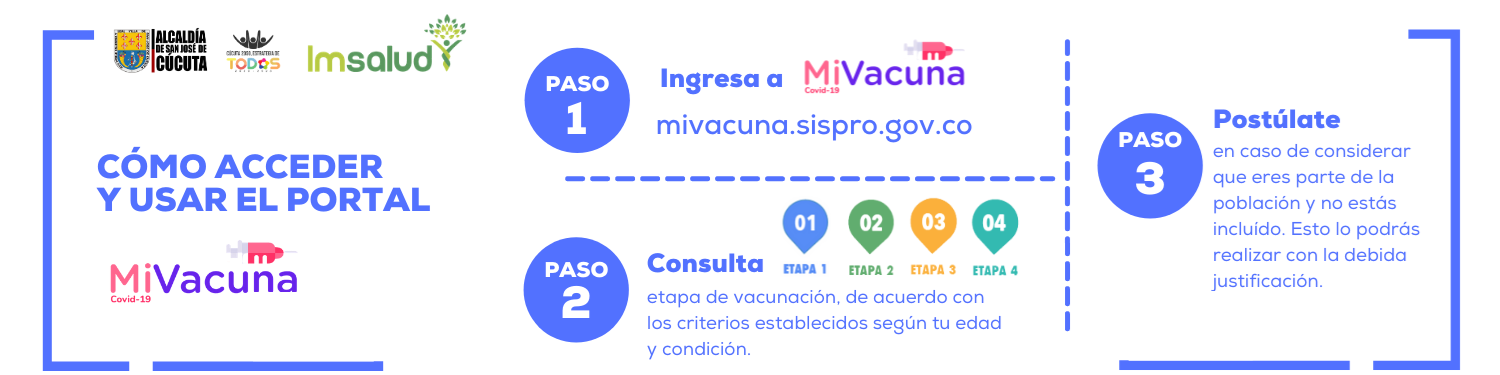 ALCALDÍA
DE SAN JOSÉ DE
CÚCUTA
CÚCUTA 2050, ESTRATEGIA DE
TODOS
Imsalud
CÓMO ACCEDER
Y USAR EL PORTAL
MiVacuna
Covid-19
PASO
1
Ingresa a MiVacuna
Covid-19
mivacuna.sispro.gov.co
PASO
2
01 02 03 04
Consulta ETAPA 1 ETAPA 2 ETAPA 3 ETAPA 4
etapa de vacunación, de acuerdo con
los criterios establecidos según tu edad
y condición.
PASO
3
Postúlate
en caso de considerar
que eres parte de la
población y no estás
incluído. Esto lo podrás
realizar con la debida
justificación.